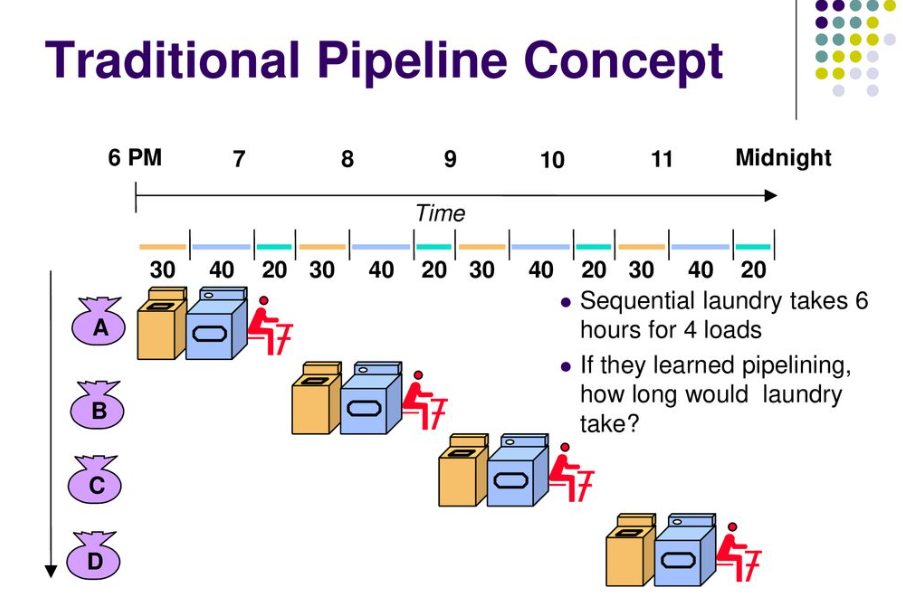 Traditional Pipeline Concept
6 PM 7 8 9 10 11 Midnight
Time
30 40 20 30 40 20 30 40 20 30 40 20
A
B
C
D
Sequential laundry takes 6
hours for 4 loads
If they learned pipelining,
how long would laundry
take?